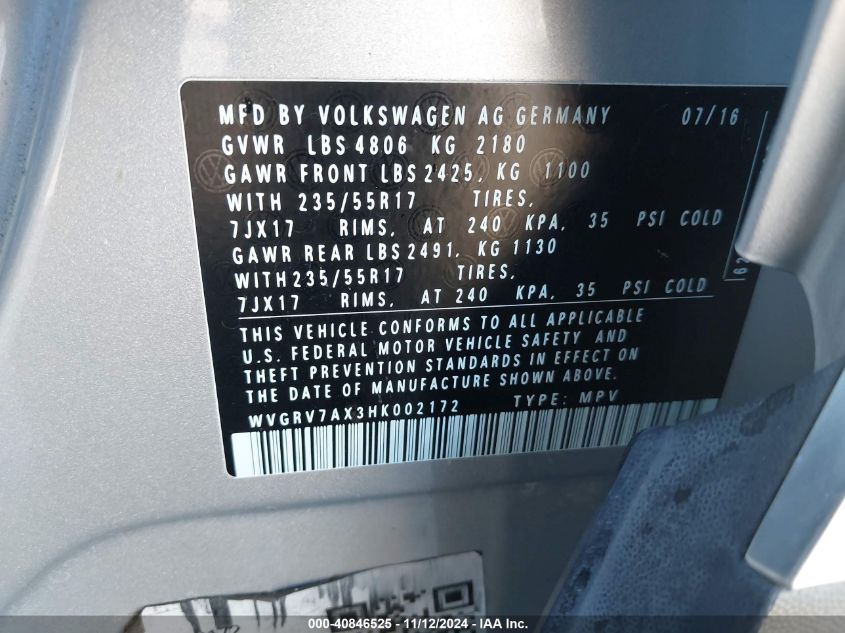 MFD BY VOLKSWAGEN AG GERMANY 07/16
GVWR LBS 4806 KG 2180
GAWR FRONT LBS 2425, KG 1100
WITH 235/55R17 TIRES,
7JX17 RIMS, AT 240 KPA, 35 PSI COLD
GAWR REAR LBS 2491, KG 1130
WITH 235/55R17 TIRES,
7JX17 RIMS, AT 240 KPA, 35 PSI COLD
THIS VEHICLE CONFORMS TO ALL APPLICABLE
U.S. FEDERAL MOTOR VEHICLE SAFETY AND
THEFT PREVENTION STANDARDS IN EFFECT ON
THE DATE OF MANUFACTURE SHOWN ABOVE.
WVGRV7AX3HK002172 TYPE: MPV
000-40846525 - 11/12/2024 - IAA Inc.